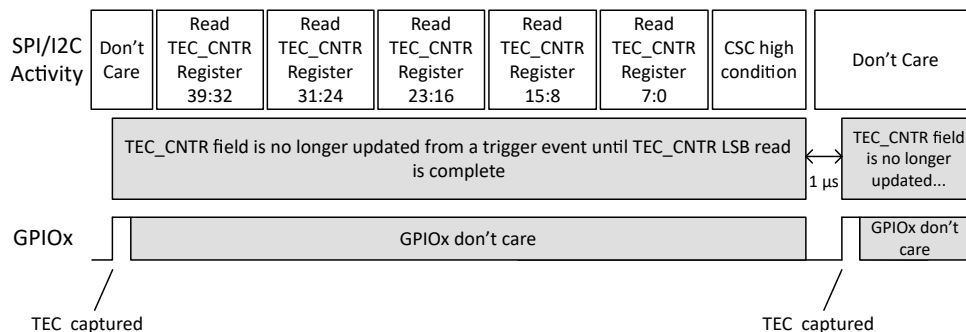 SPI/I2C
Activity
Don't
Care
Read
TEC_CNTR
Register
39:32
Read
TEC_CNTR
Register
31:24
Read
TEC_CNTR
Register
23:16
Read
TEC_CNTR
Register
15:8
Read
TEC_CNTR
Register
7:0
CSC high
condition
Don't Care
TEC_CNTR field is no longer updated from a trigger event until TEC_CNTR LSB read
is complete
1 µs
TEC_CNTR field
is no longer
updated...
GPIOx
GPIOx don't care
GPIOx don't
care
TEC captured
TEC captured